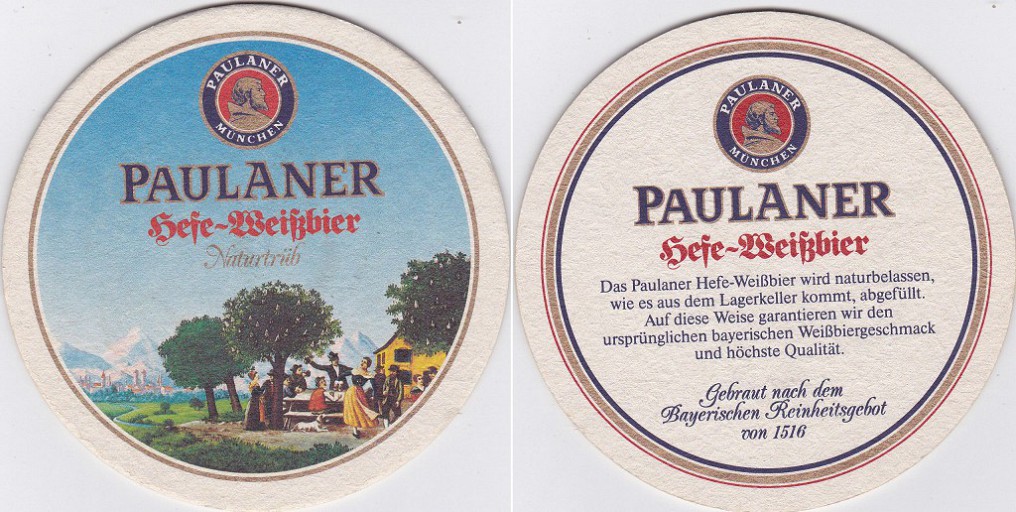 PAULANER
MÜNCHEN
PAULANER
Hefe-Weißbier
Naturtrüb
PAULANER
MÜNCHEN
PAULANER
Hefe-Weißbier
Das Paulaner Hefe-Weißbier wird naturbelassen,
wie es aus dem Lagerkeller kommt, abgefüllt.
Auf diese Weise garantieren wir den
ursprünglichen bayerischen Weißbiergeschmack
und höchste Qualität.
Gebraut nach dem
Bayerischen Reinheitsgebot
von 1516